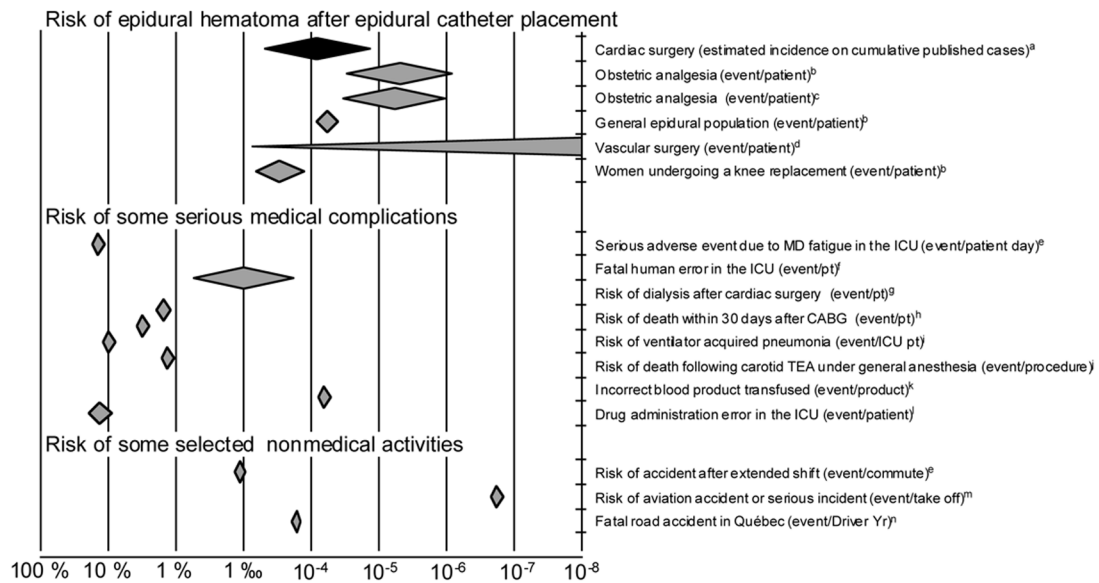 Risk of epidural hematoma after epidural catheter placement
Cardiac surgery (estimated incidence on cumulative published cases)ᵃ
Obstetric analgesia (event/patient)ᵇ
Obstetric analgesia (event/patient)ᶜ
General epidural population (event/patient)ᵇ
Vascular surgery (event/patient)ᵈ
Women undergoing a knee replacement (event/patient)ᵇ
Risk of some serious medical complications
Serious adverse event due to MD fatigue in the ICU (event/patient day)ᵉ
Fatal human error in the ICU (event/pt)ᶠ
Risk of dialysis after cardiac surgery (event/pt)ᵍ
Risk of death within 30 days after CABG (event/pt)ʰ
Risk of ventilator acquired pneumonia (event/ICU pt)ⁱ
Risk of death following carotid TEA under general anesthesia (event/procedure)ʲ
Incorrect blood product transfused (event/product)ᵏ
Drug administration error in the ICU (event/patient)ˡ
Risk of some selected nonmedical activities
Risk of accident after extended shift (event/commute)ᵉ
Risk of aviation accident or serious incident (event/take off)ᵐ
Fatal road accident in Québec (event/Driver Yr)ⁿ
100 % 10 % 1 % 1 ‰ 10⁻⁴ 10⁻⁵ 10⁻⁶ 10⁻⁷ 10⁻⁸